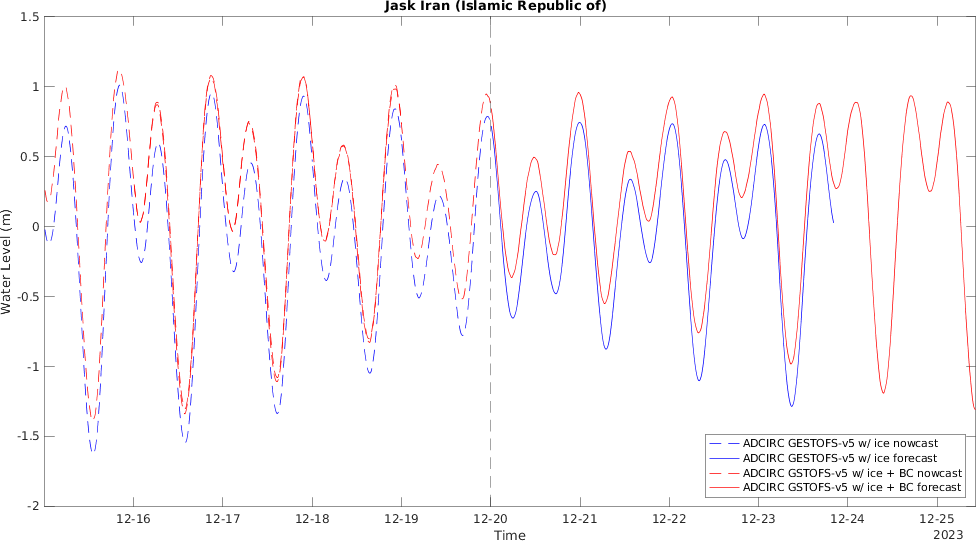 Jask Iran (Islamic Republic of)
1.5
1
0.5
0
-0.5
-1
-1.5
-2
Water Level (m)
12-16 12-17 12-18 12-19 12-20 12-21 12-22 12-23 12-24 12-25
Time
2023
ADCIRC GESTOFS-v5 w/ ice nowcast
ADCIRC GESTOFS-v5 w/ ice forecast
ADCIRC GSTOFS-v5 w/ ice + BC nowcast
ADCIRC GSTOFS-v5 w/ ice + BC forecast